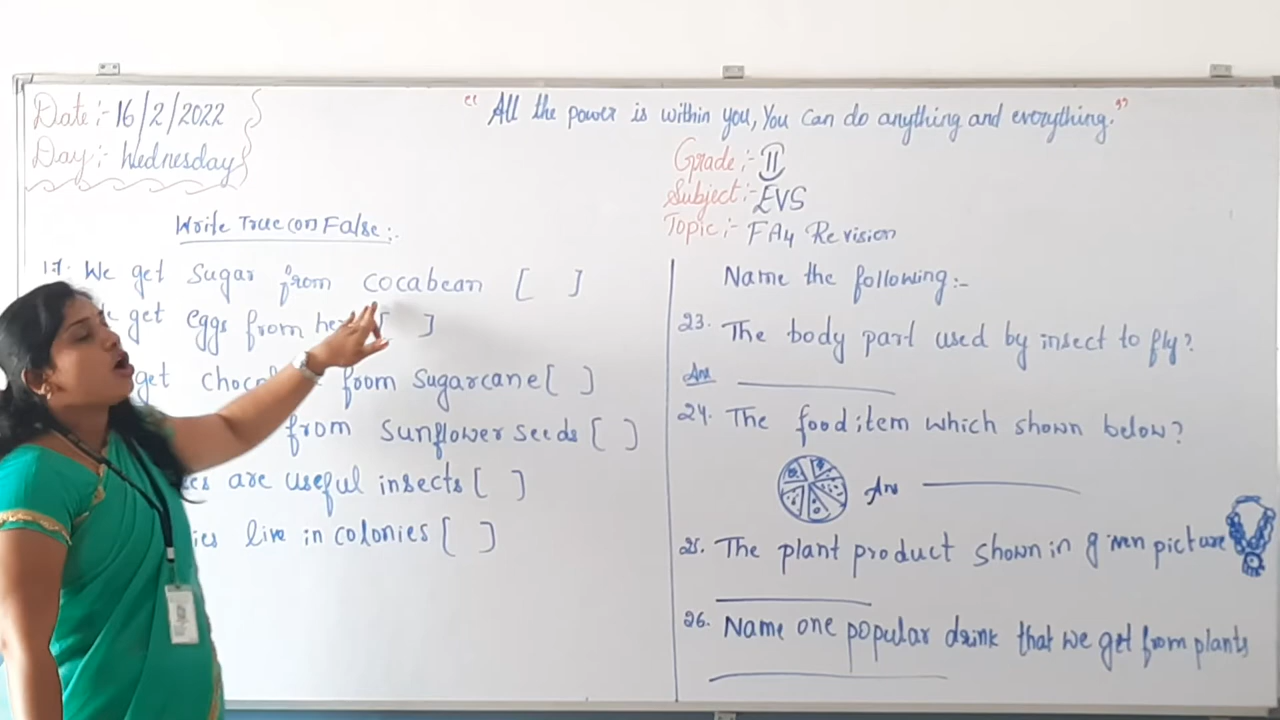 Date:- 16/2/2022
Day:- Wednesday
" All the power is within you, You can do anything and everything. "
Grade:- II
Subject:- EVS
Topic:- FA4 Revision
Write True (or) False:-
17. We get Sugar from cocabean [ ]
get eggs from hen [ ]
get from Sugarcane [ ]
from Sunflower seeds [ ]
are useful insects [ ]
live in colonies [ ]
Name the following:-
23. The body part used by insect to fly?
Ans
24. The food item which shown below?
Ans
25. The plant product shown in given picture
26. Name one popular drink that we get from plants